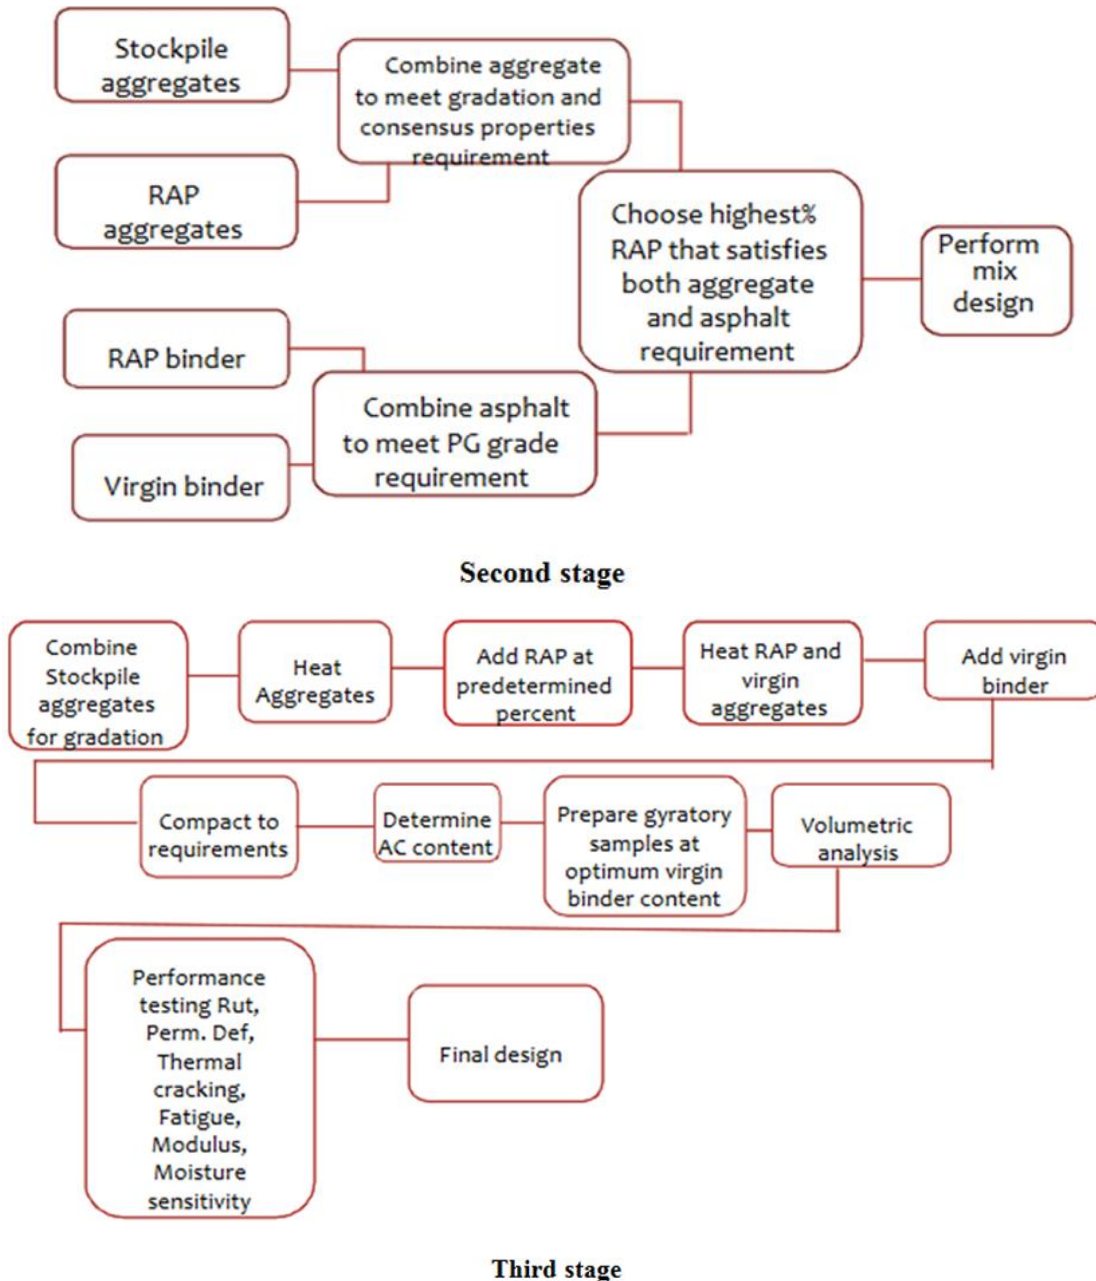 Stockpile
aggregates
Combine aggregate
to meet gradation and
consensus properties
requirement
RAP
aggregates
Choose highest%
RAP that satisfies
both aggregate
and asphalt
requirement
Perform
mix
design
RAP binder
Combine asphalt
to meet PG grade
requirement
Virgin binder
Second stage
Combine
Stockpile
aggregates
for gradation
Heat
Aggregates
Add RAP at
predetermined
percent
Heat RAP and
virgin
aggregates
Add virgin
binder
Compact to
requirements
Determine
AC content
Prepare gyratory
samples at
optimum virgin
binder content
Volumetric
analysis
Performance
testing Rut,
Perm. Def,
Thermal
cracking,
Fatigue,
Modulus,
Moisture
sensitivity
Final design
Third stage